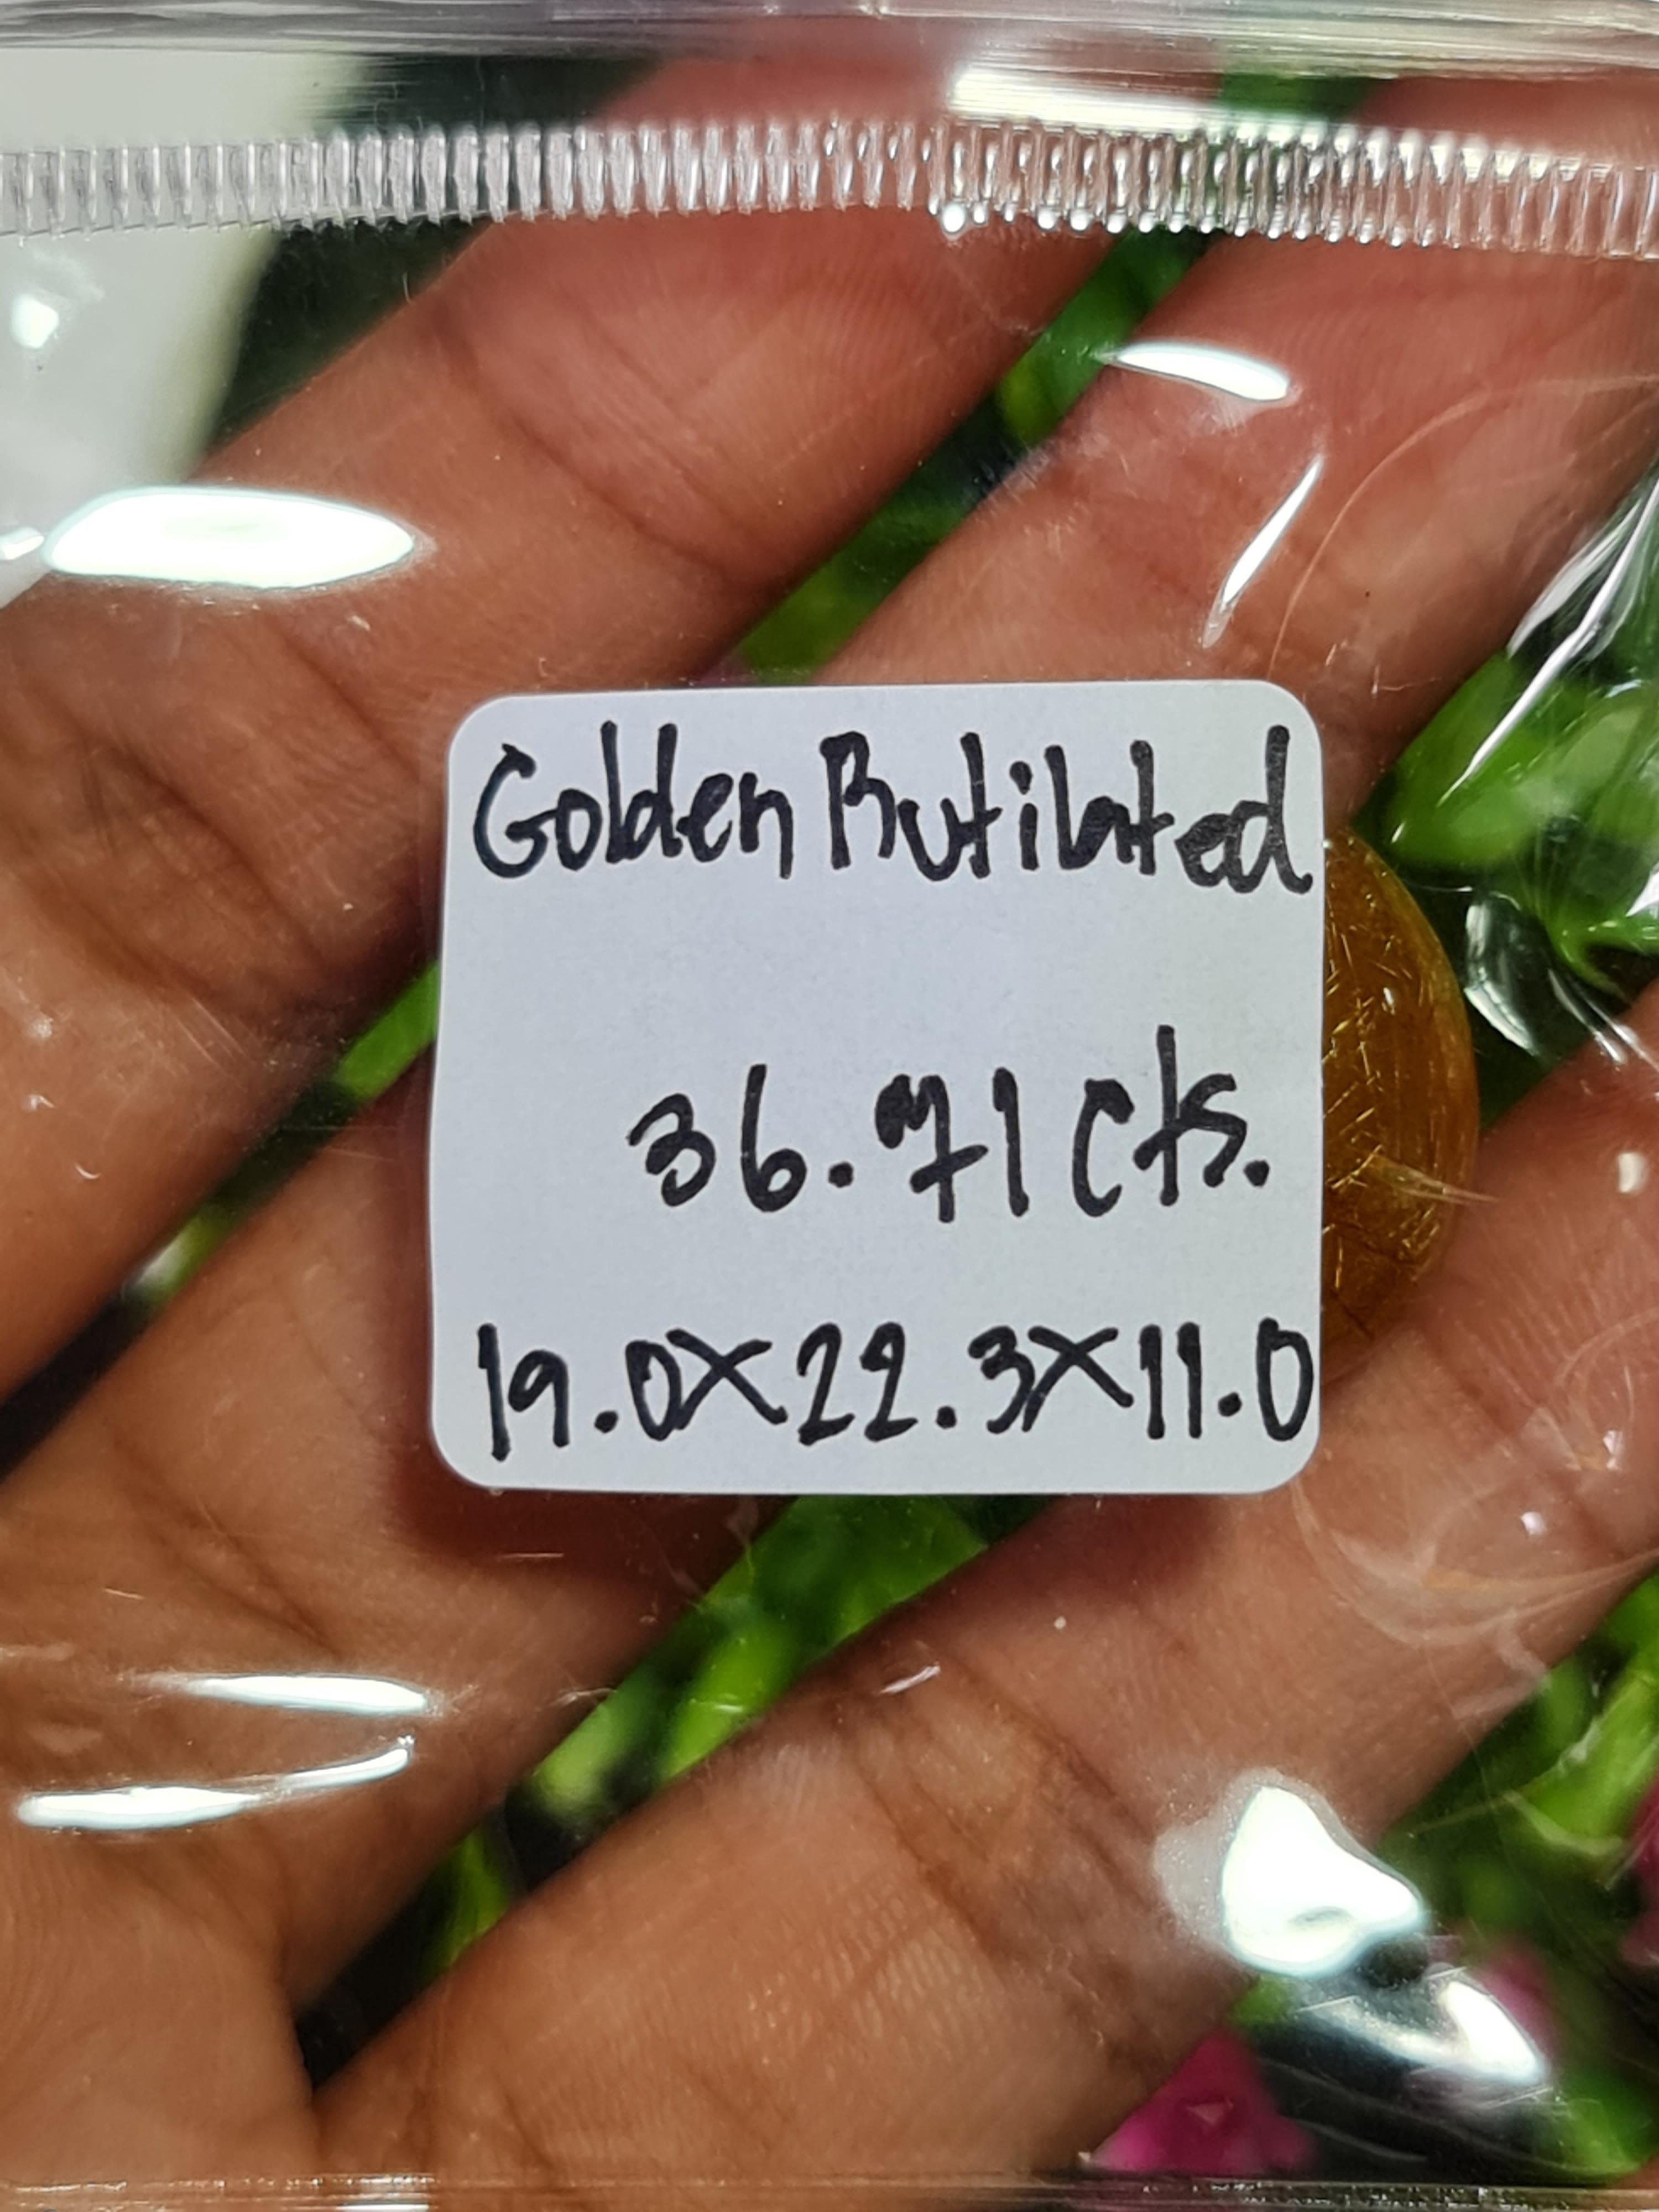 Golden Rutilated
36.71 cts.
19.0X22.3X11.0